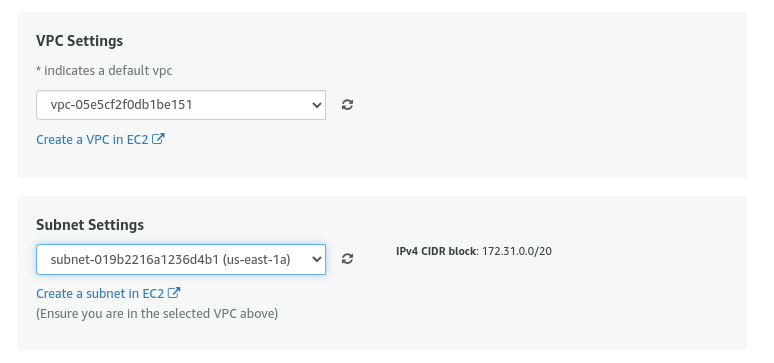 VPC Settings
* indicates a default vpc
vpc-05e5cf2f0db1be151
Create a VPC in EC2
Subnet Settings
subnet-019b2216a1236d4b1 (us-east-1a)
IPv4 CIDR block: 172.31.0.0/20
Create a subnet in EC2
(Ensure you are in the selected VPC above)